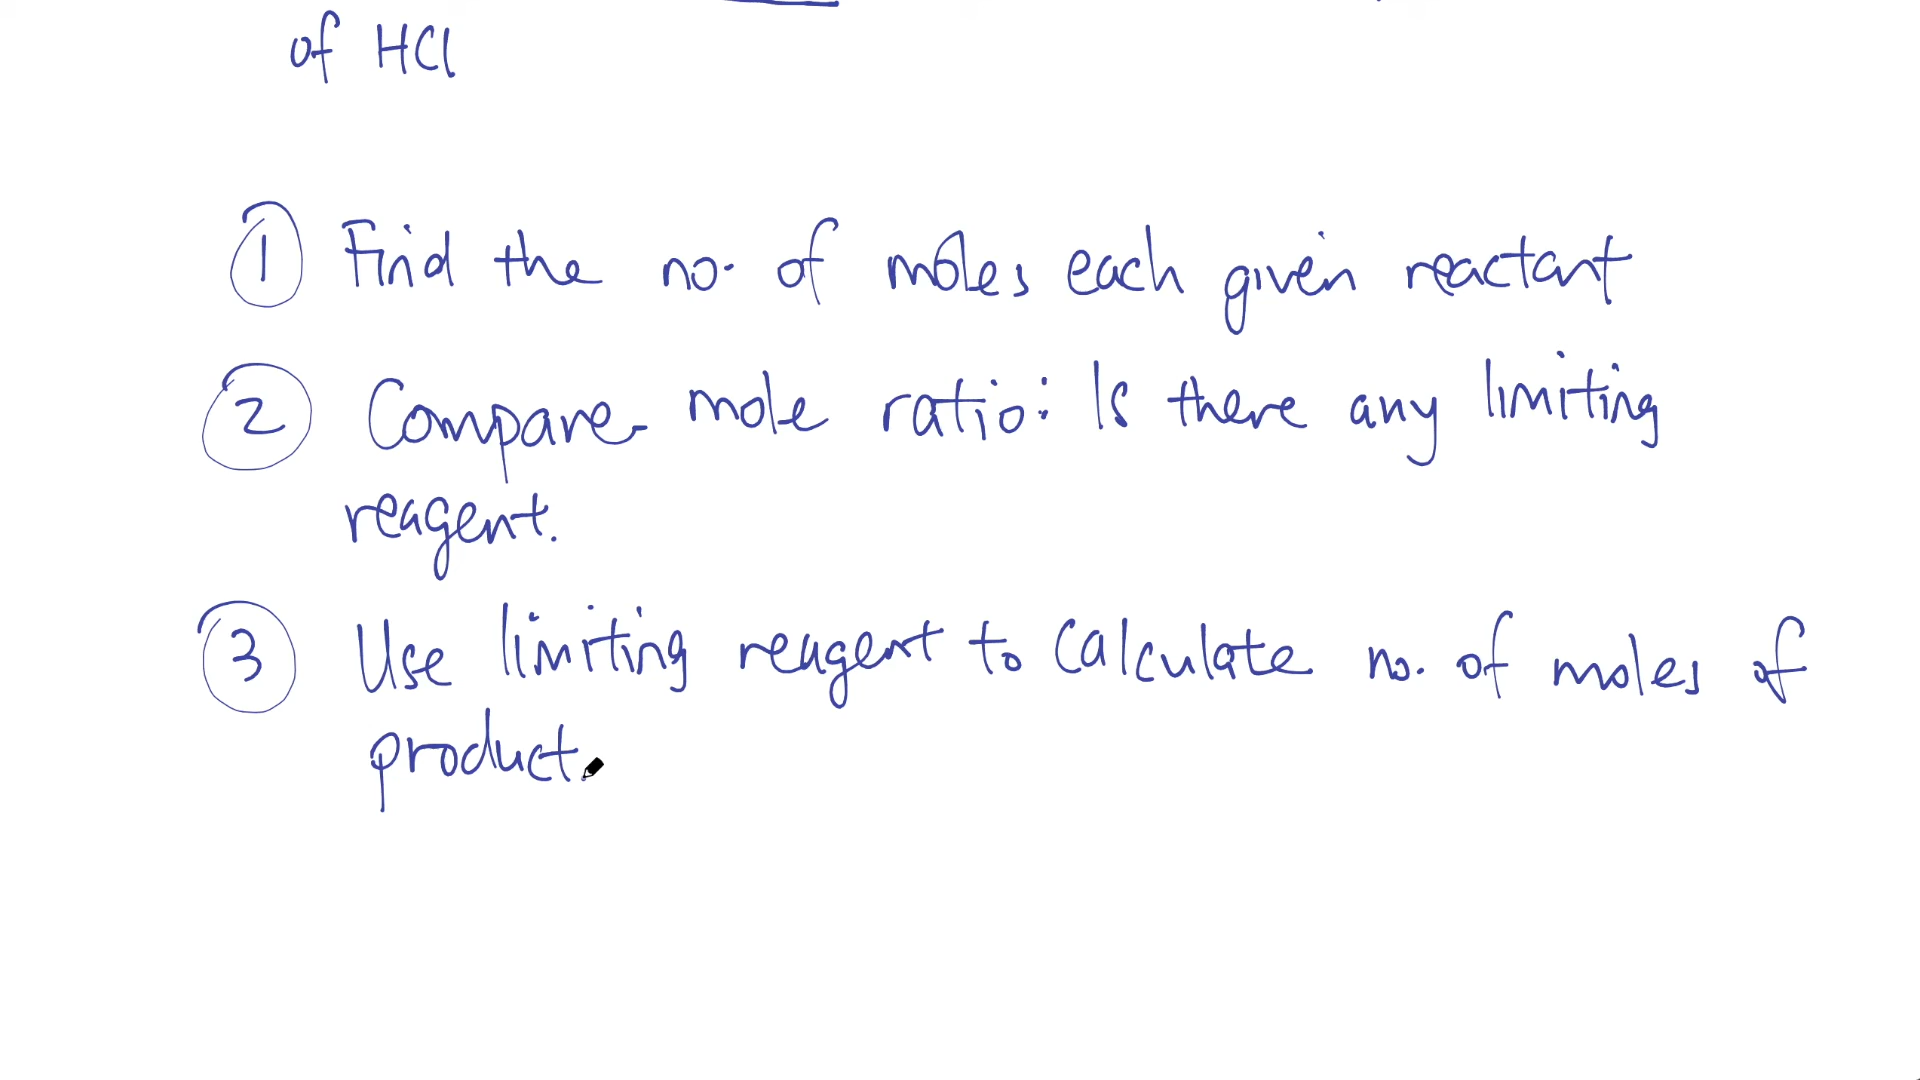 of HCl
1 Find the no. of moles each given reactant
2 Compare mole ratio: Is there any limiting
reagent.
3 Use limiting reagent to calculate no. of moles of
product.